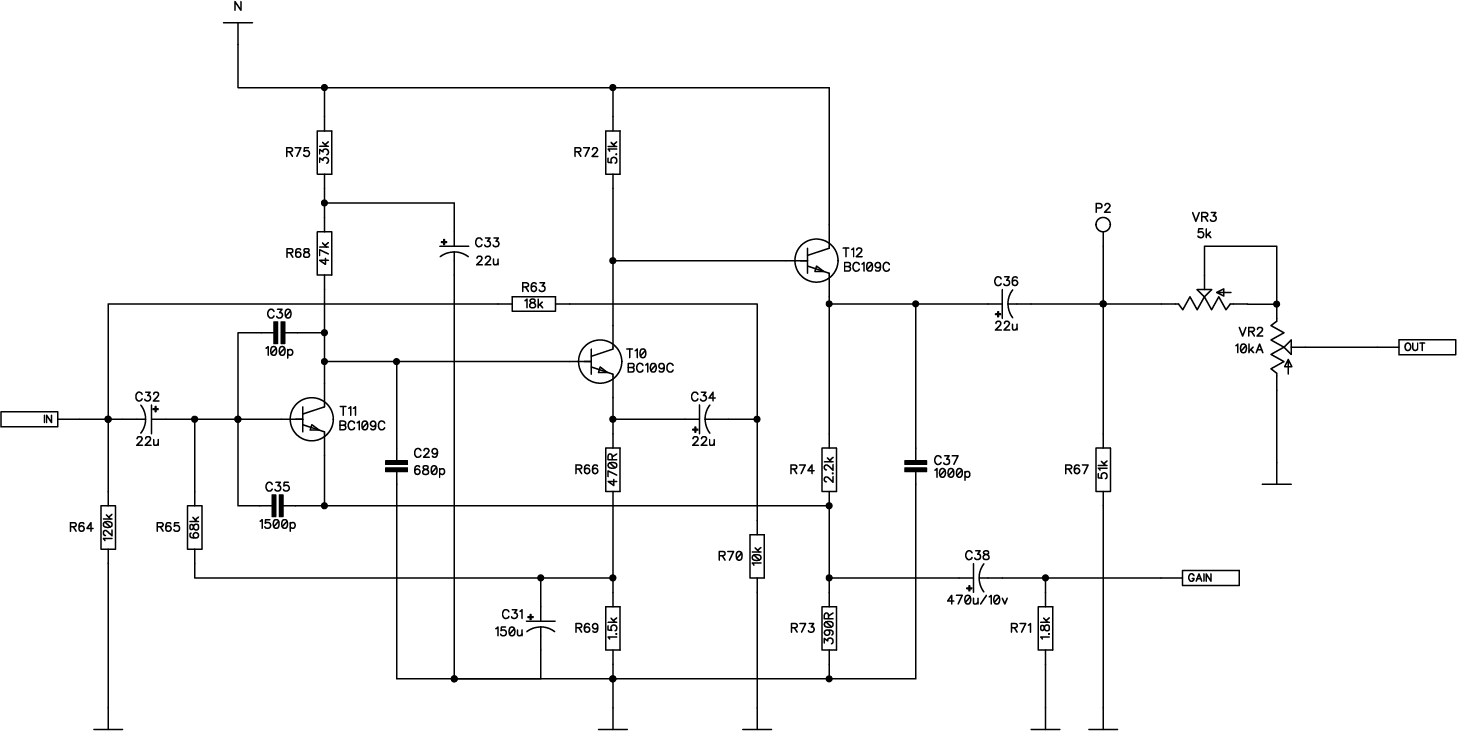 N
R75
33k
R72
5.1k
P2
VR3
5k
R68
47k
C33
22u
T12
BC109C
R63
18k
C36
22u
C30
100p
VR2
10kA
OUT
T10
BC109C
IN
C32
22u
T11
BC109C
C34
22u
C29
680p
R66
470R
R74
2.2k
C37
1000p
R67
51k
C35
1500p
R64
120k
R65
68k
R70
10k
C38
470u/10v
GAIN
C31
150u
R69
1.5k
R73
390R
R71
1.8k